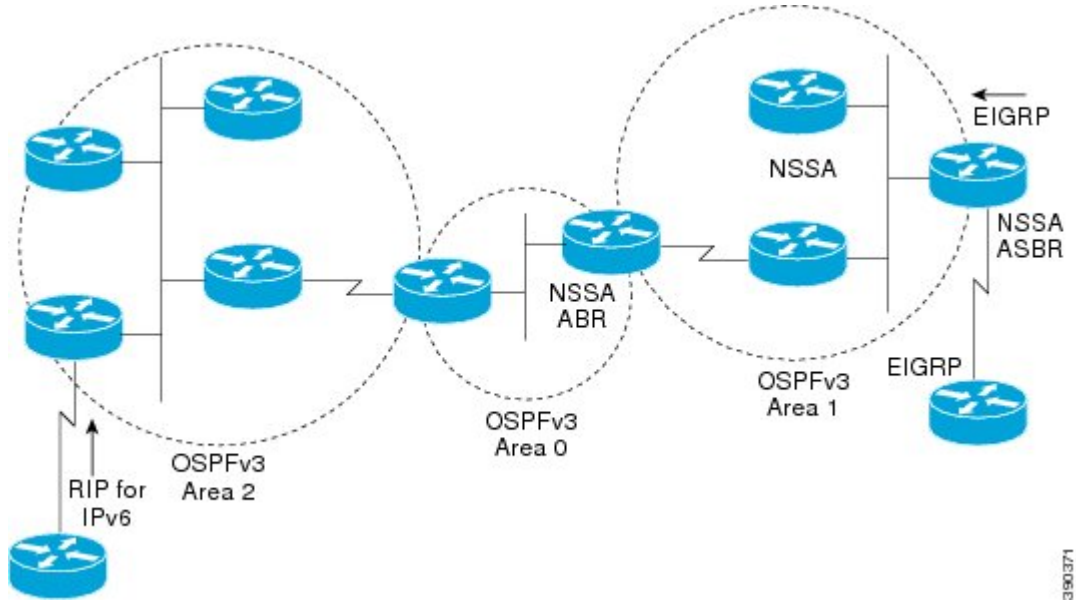 EIGRP
NSSA
NSSA
ASBR
NSSA
ABR
EIGRP
OSPFv3
Area 1
OSPFv3
Area 0
OSPFv3
Area 2
RIP for
IPv6
390371